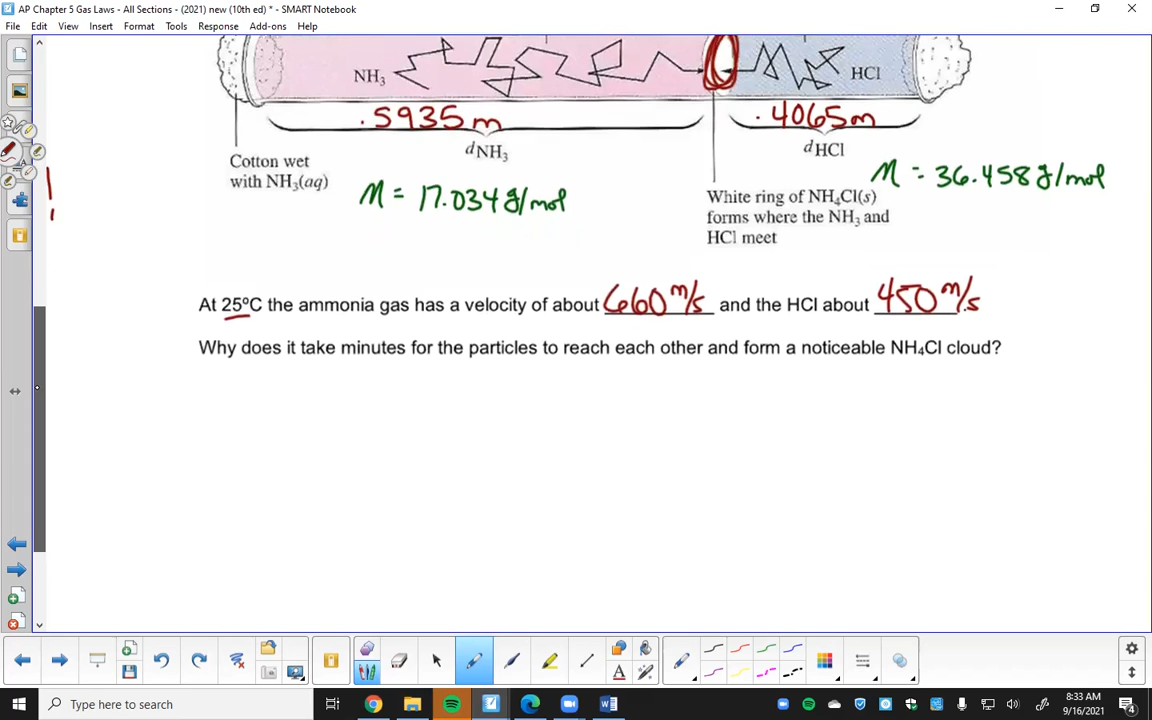 AP Chapter 5 Gas Laws - All Sections - (2021) new (10th ed) * - SMART Notebook
File Edit View Insert Format Tools Response Add-ons Help
NH₃ HCl
.5935 m .4065 m
dNH₃ dHCl
Cotton wet
with NH₃(aq)
M = 17.034 g/mol
M = 36.458 g/mol
White ring of NH₄Cl(s)
forms where the NH₃ and
HCl meet
At 25ºC the ammonia gas has a velocity of about 660 m/s and the HCl about 450 m/s.
Why does it take minutes for the particles to reach each other and form a noticeable NH₄Cl cloud?
Type here to search
8:33 AM
9/16/2021
4